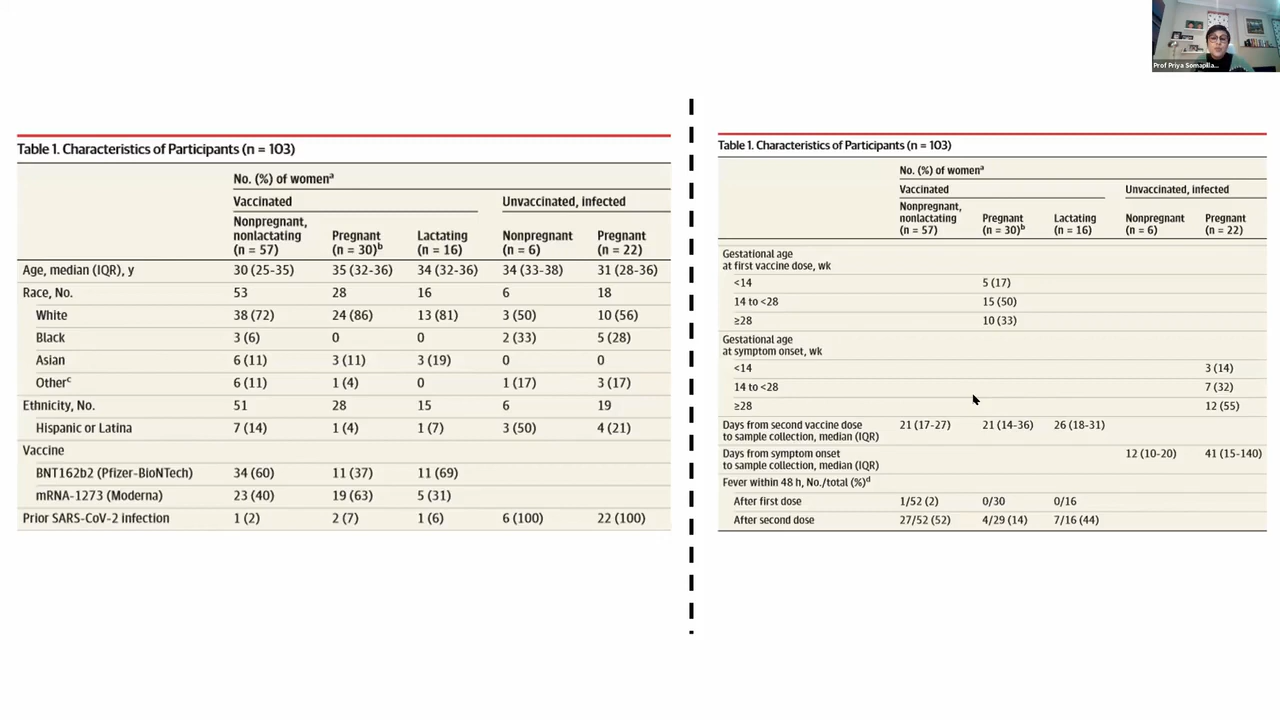 Prof Priya Somapilla...
Table 1. Characteristics of Participants (n = 103)
No. (%) of womenᵃ
Vaccinated Unvaccinated, infected
Nonpregnant, nonlactating (n = 57) Pregnant (n = 30)ᵇ Lactating (n = 16) Nonpregnant (n = 6) Pregnant (n = 22)
Age, median (IQR), y 30 (25-35) 35 (32-36) 34 (32-36) 34 (33-38) 31 (28-36)
Race, No. 53 28 16 6 18
White 38 (72) 24 (86) 13 (81) 3 (50) 10 (56)
Black 3 (6) 0 0 2 (33) 5 (28)
Asian 6 (11) 3 (11) 3 (19) 0 0
Otherᶜ 6 (11) 1 (4) 0 1 (17) 3 (17)
Ethnicity, No. 51 28 15 6 19
Hispanic or Latina 7 (14) 1 (4) 1 (7) 3 (50) 4 (21)
Vaccine
BNT162b2 (Pfizer-BioNTech) 34 (60) 11 (37) 11 (69)
mRNA-1273 (Moderna) 23 (40) 19 (63) 5 (31)
Prior SARS-CoV-2 infection 1 (2) 2 (7) 1 (6) 6 (100) 22 (100)
Table 1. Characteristics of Participants (n = 103)
No. (%) of womenᵃ
Vaccinated Unvaccinated, infected
Nonpregnant, nonlactating (n = 57) Pregnant (n = 30)ᵇ Lactating (n = 16) Nonpregnant (n = 6) Pregnant (n = 22)
Gestational age
at first vaccine dose, wk
<14 5 (17)
14 to <28 15 (50)
≥28 10 (33)
Gestational age
at symptom onset, wk
<14 3 (14)
14 to <28 7 (32)
≥28 12 (55)
Days from second vaccine dose 21 (17-27) 21 (14-36) 26 (18-31)
to sample collection, median (IQR)
Days from symptom onset 12 (10-20) 41 (15-140)
to sample collection, median (IQR)
Fever within 48 h, No./total (%)ᵈ
After first dose 1/52 (2) 0/30 0/16
After second dose 27/52 (52) 4/29 (14) 7/16 (44)